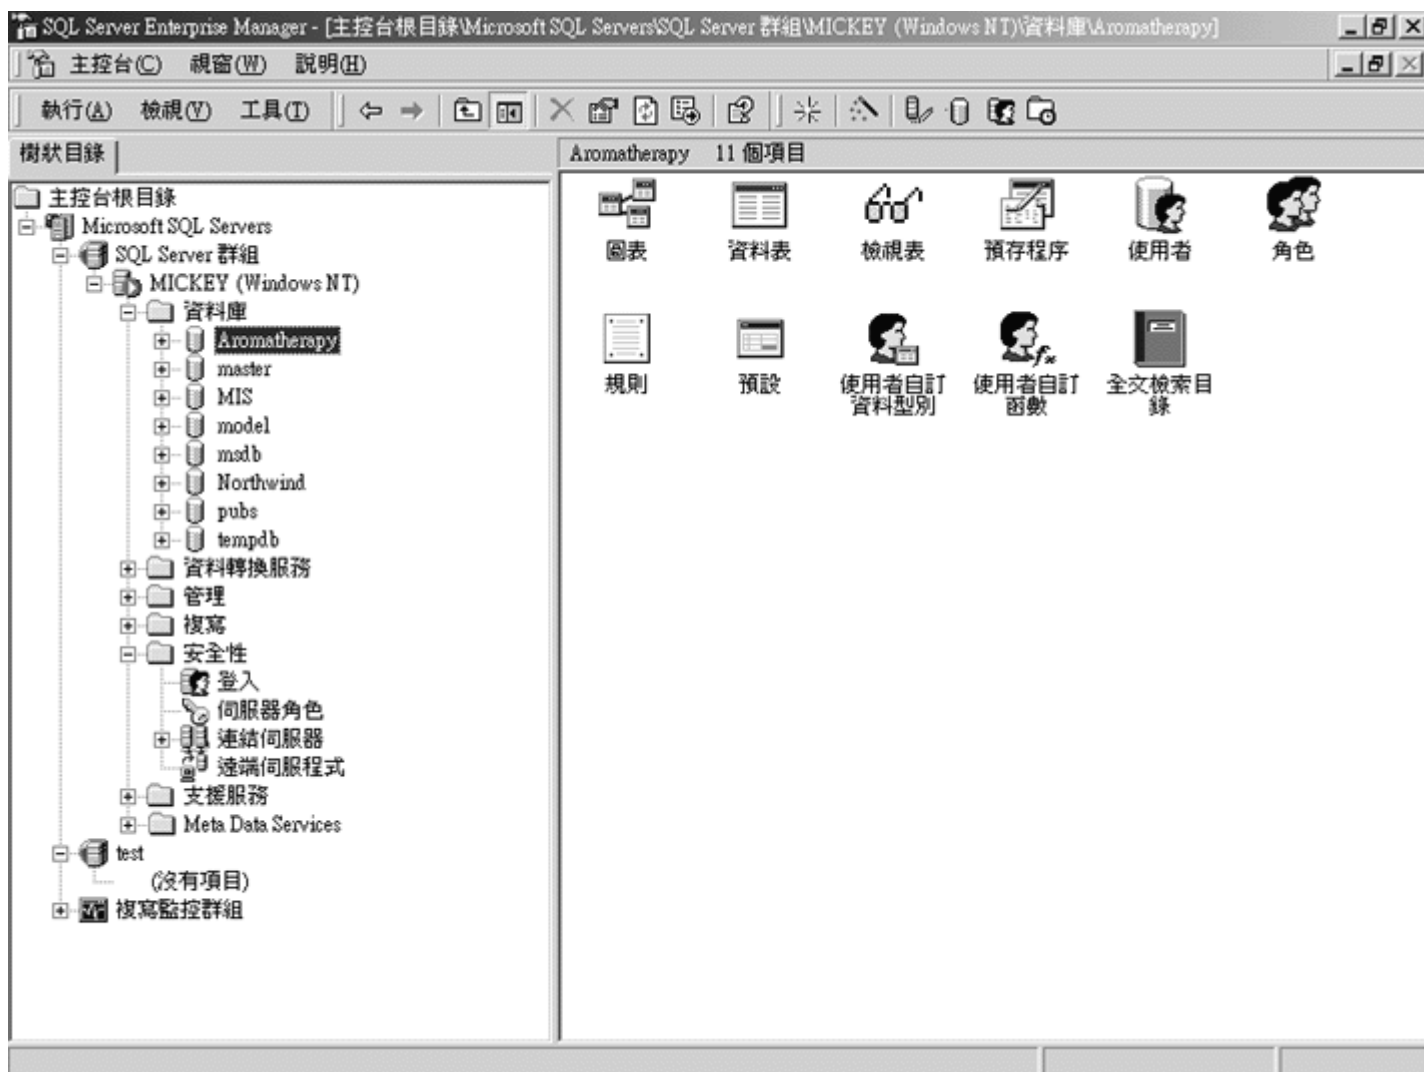 SQL Server Enterprise Manager - [主控台根目錄\Microsoft SQL Servers\SQL Server 群組\MICKEY (Windows NT)\資料庫\Aromatherapy]
主控台(C) 視窗(W) 說明(H)
執行(A) 檢視(V) 工具(T)
樹狀目錄
Aromatherapy 11 個項目
主控台根目錄
Microsoft SQL Servers
SQL Server 群組
MICKEY (Windows NT)
資料庫
Aromatherapy
master
MIS
model
msdb
Northwind
pubs
tempdb
資料轉換服務
管理
複寫
安全性
登入
伺服器角色
連結伺服器
遠端伺服程式
支援服務
Meta Data Services
test
(沒有項目)
複寫監控群組
圖表 資料表 檢視表 預存程序 使用者 角色
規則 預設 使用者自訂 使用者自訂 全文檢索目
資料型別 函數 錄